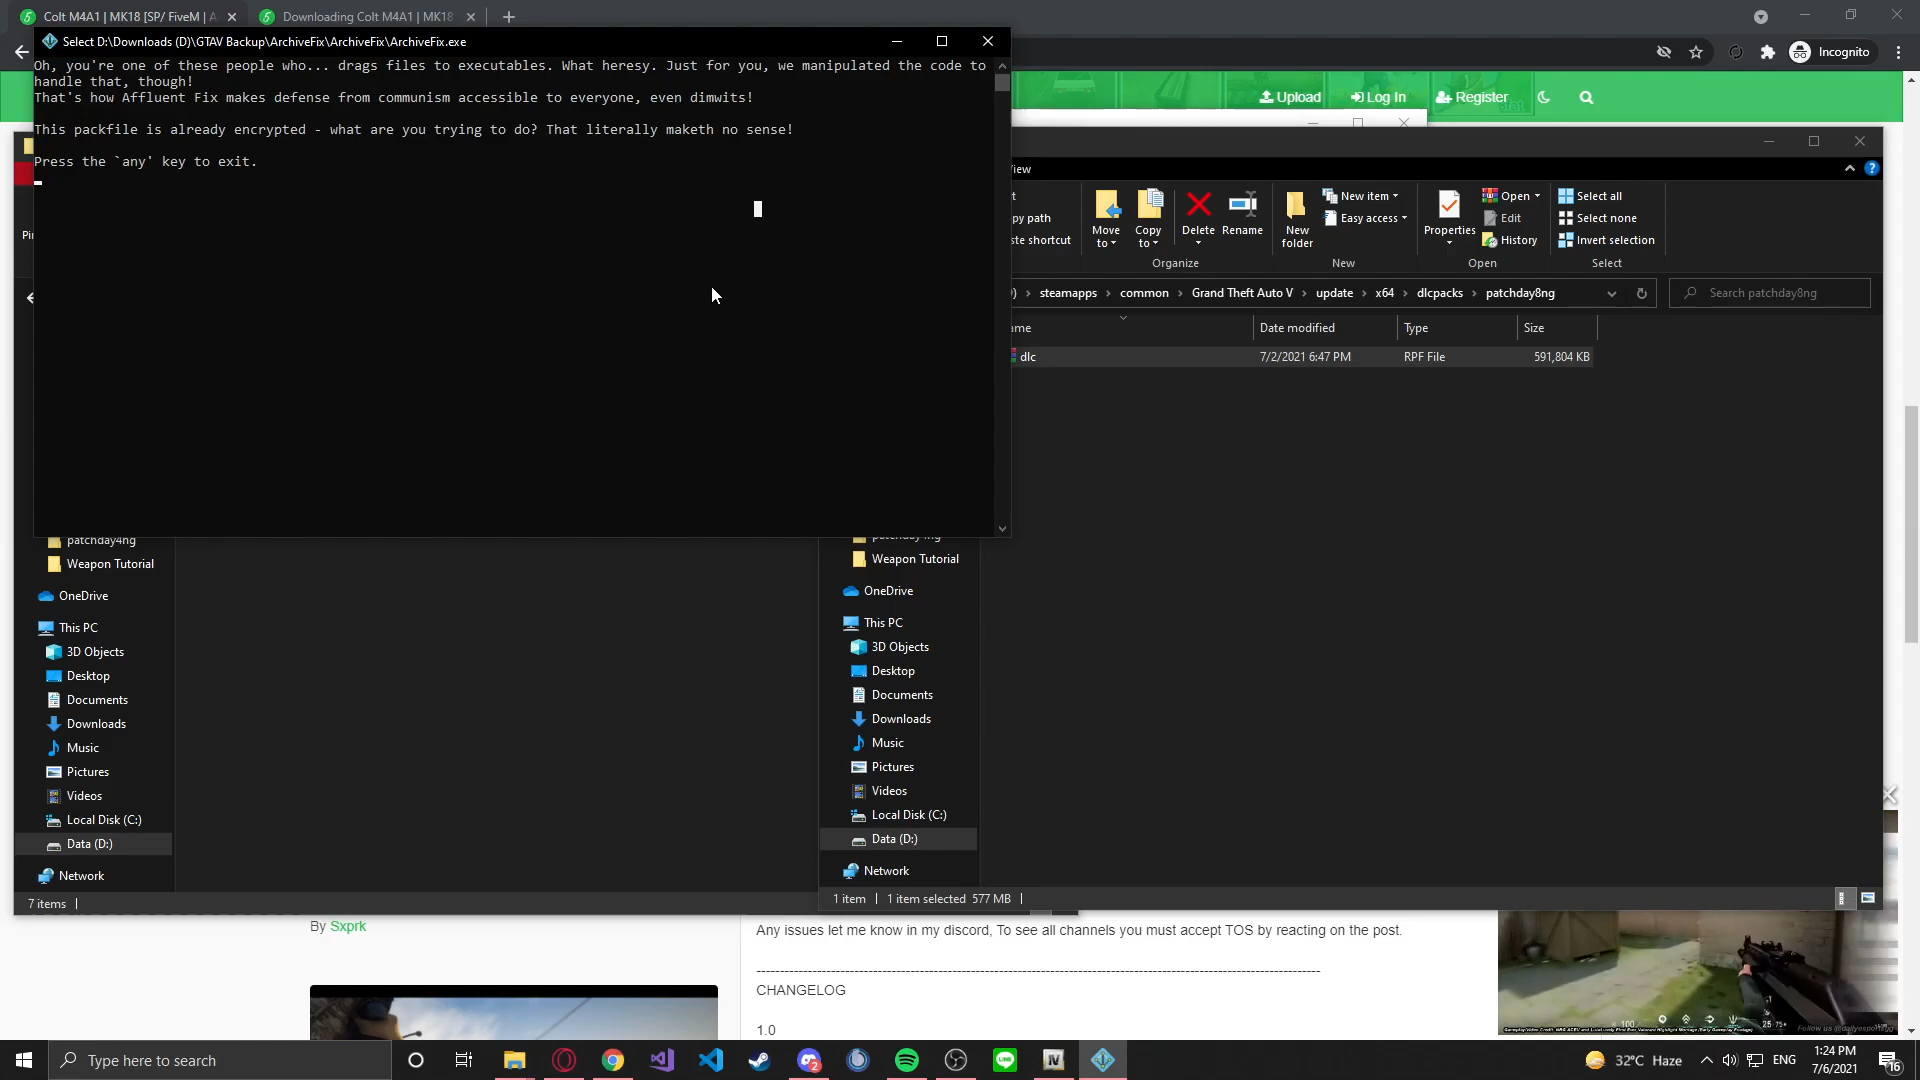 Colt M4A1 | MK18 [SP/ FiveM | A
Downloading Colt M4A1 | MK18
Incognito
Select D:\Downloads (D)\GTAV Backup\ArchiveFix\ArchiveFix\ArchiveFix.exe
Oh, you're one of these people who... drags files to executables. What heresy. Just for you, we manipulated the code to
handle that, though!
That's how Affluent Fix makes defense from communism accessible to everyone, even dimwits!
This packfile is already encrypted - what are you trying to do? That literally maketh no sense!
Press the `any' key to exit.
Upload
Log In
Register
View
py path
ste shortcut
Move to
Copy to
Delete
Rename
Organize
New folder
New item
Easy access
New
Properties
Open
Edit
History
Open
Select all
Select none
Invert selection
Select
steamapps > common > Grand Theft Auto V > update > x64 > dlcpacks > patchday8ng
Search patchday8ng
Date modified
Type
Size
dlc
7/2/2021 6:47 PM
RPF File
591,804 KB
patchday4ng
Weapon Tutorial
OneDrive
This PC
3D Objects
Desktop
Documents
Downloads
Music
Pictures
Videos
Local Disk (C:)
Data (D:)
Network
7 items
Weapon Tutorial
OneDrive
This PC
3D Objects
Desktop
Documents
Downloads
Music
Pictures
Videos
Local Disk (C:)
Data (D:)
Network
1 item
1 item selected 577 MB
By Sxprk
Any issues let me know in my discord, To see all channels you must accept TOS by reacting on the post.
CHANGELOG
1.0
100
25
Type here to search
32°C Haze
ENG
1:24 PM
7/6/2021
16